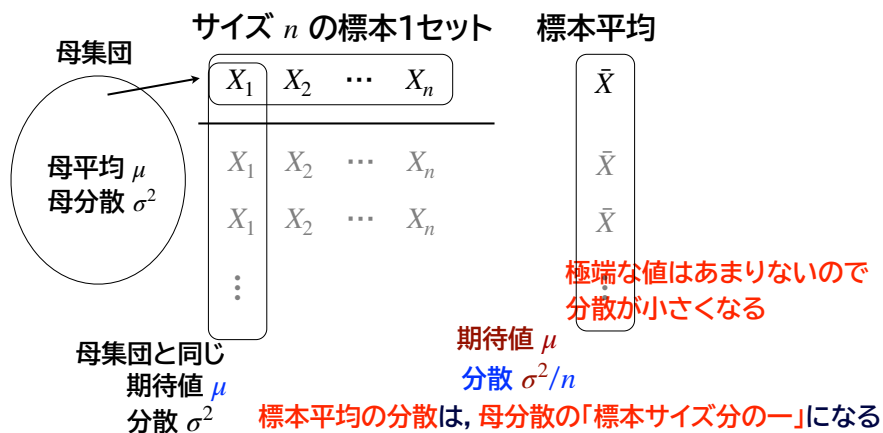 サイズ n の標本1セット
標本平均
母集団
X₁ X₂ ⋯ Xₙ
X̄
母平均 μ
母分散 σ²
X₁ X₂ ⋯ Xₙ
X̄
X₁ X₂ ⋯ Xₙ
X̄
⋮
⋮
極端な値はあまりないので
分散が小さくなる
母集団と同じ
期待値 μ
分散 σ²
期待値 μ
分散 σ²/n
標本平均の分散は, 母分散の「標本サイズ分の一」になる